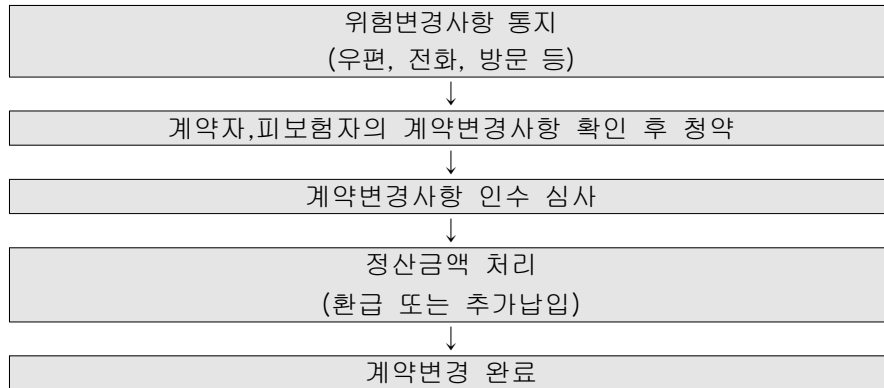 위험변경사항 통지
(우편, 전화, 방문 등)
↓
계약자,피보험자의 계약변경사항 확인 후 청약
↓
계약변경사항 인수 심사
↓
정산금액 처리
(환급 또는 추가납입)
↓
계약변경 완료